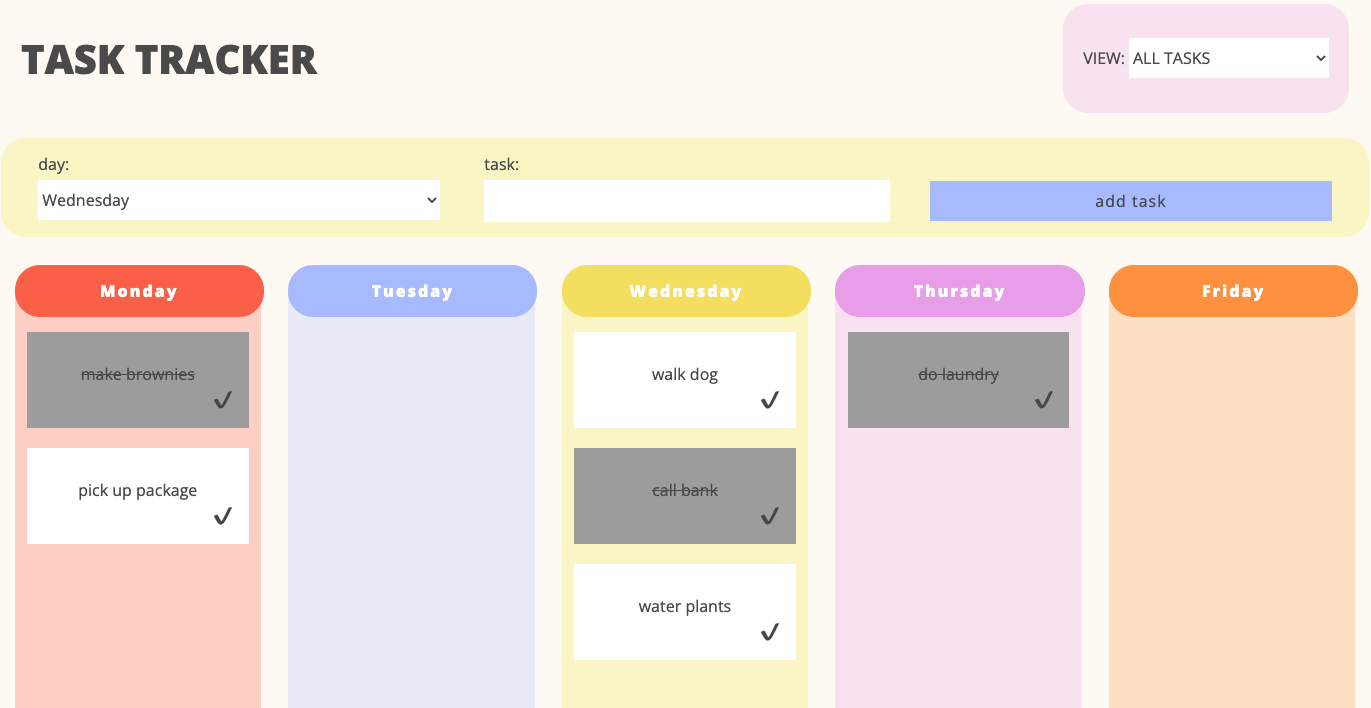 TASK TRACKER
VIEW: ALL TASKS
day:
Wednesday
task:
add task
Monday
make brownies
✔
pick up package
✔
Tuesday
Wednesday
walk dog
✔
call bank
✔
water plants
✔
Thursday
do laundry
✔
Friday